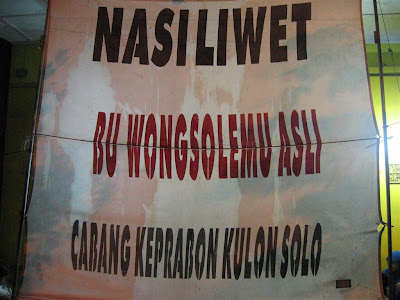 NASI LIWET
BU WONGSOLEMU ASLI
CABANG KEPRABON KULON SOLO